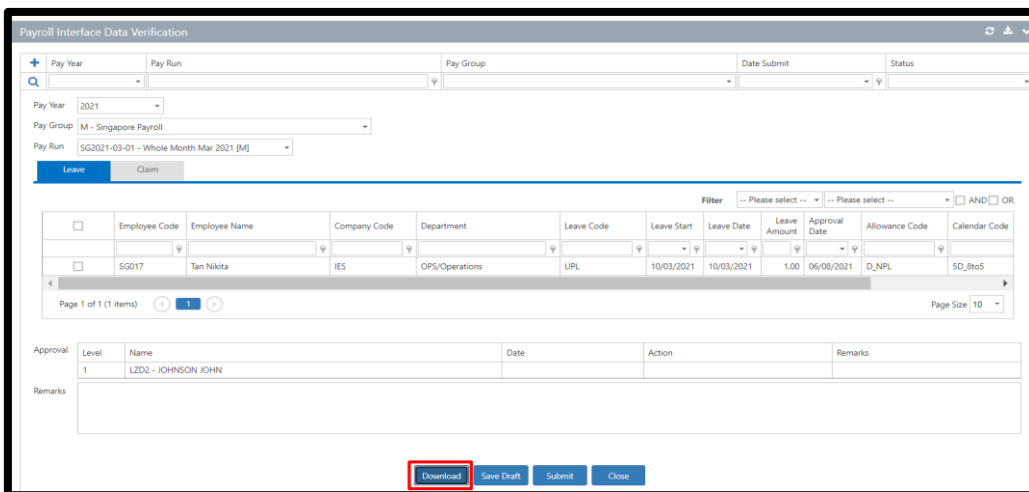 Payroll Interface Data Verification
Pay Year Pay Run Pay Group Date Submit Status
Pay Year 2021
Pay Group M - Singapore Payroll
Pay Run SG2021-03-01 - Whole Month Mar 2021 [M]
Leave Claim
Filter -- Please select -- -- Please select -- AND OR
Employee Code Employee Name Company Code Department Leave Code Leave Start Leave Date Leave Amount Approval Date Allowance Code Calendar Code
SG017 Tan Nikita IES OPS/Operations UPL 10/03/2021 10/03/2021 1.00 06/08/2021 D_NPL 5D_8to5
Page 1 of 1 (1 items) 1 Page Size 10
Approval Level Name Date Action Remarks
1 LZD2 - JOHNSON JOHN
Remarks
Download Save Draft Submit Close